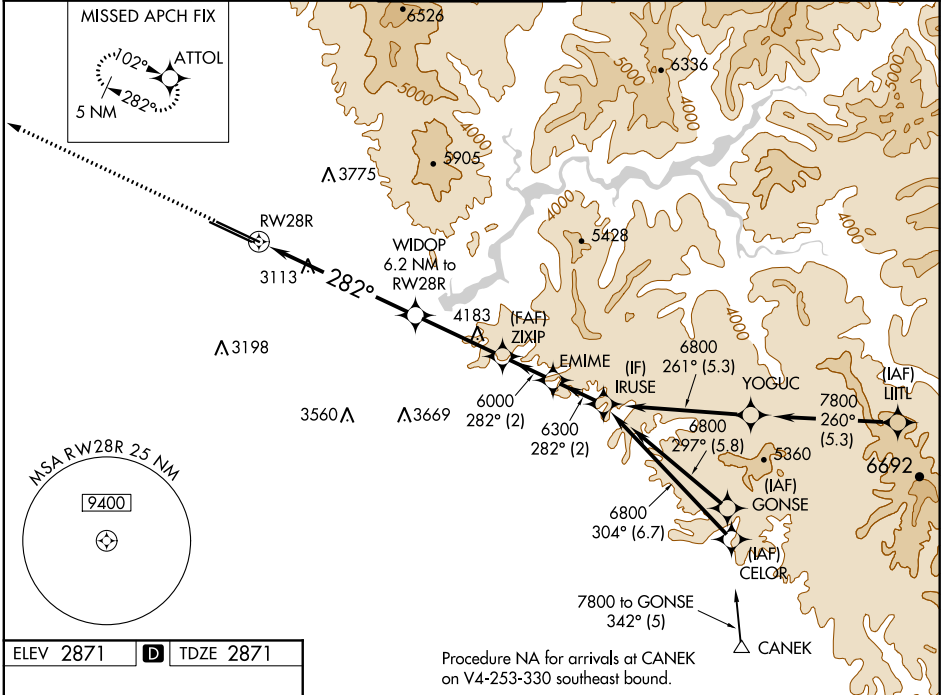 MISSED APCH FIX
102°
ATTOL
282°
5 NM
6526
5000
6336
5000
4000
5000
5905
3775
4000
4000
RW28R
3113
282°
WIDOP
6.2 NM to
RW28R
5428
4183
(FAF)
ZIXIP
EMIME
(IF)
IRUSE
4000
6800
261° (5.3)
YOGUC
(IAF)
LIITL
7800
260°
(5.3)
3198
3560
3669
6000
282° (2)
6300
282° (2)
6800
297° (5.8)
5360
6692
(IAF)
GONSE
6800
304° (6.7)
(IAF)
CELOR
MSA RW28R 25 NM
9400
7800 to GONSE
342° (5)
CANEK
ELEV 2871
D
TDZE 2871
Procedure NA for arrivals at CANEK
on V4-253-330 southeast bound.